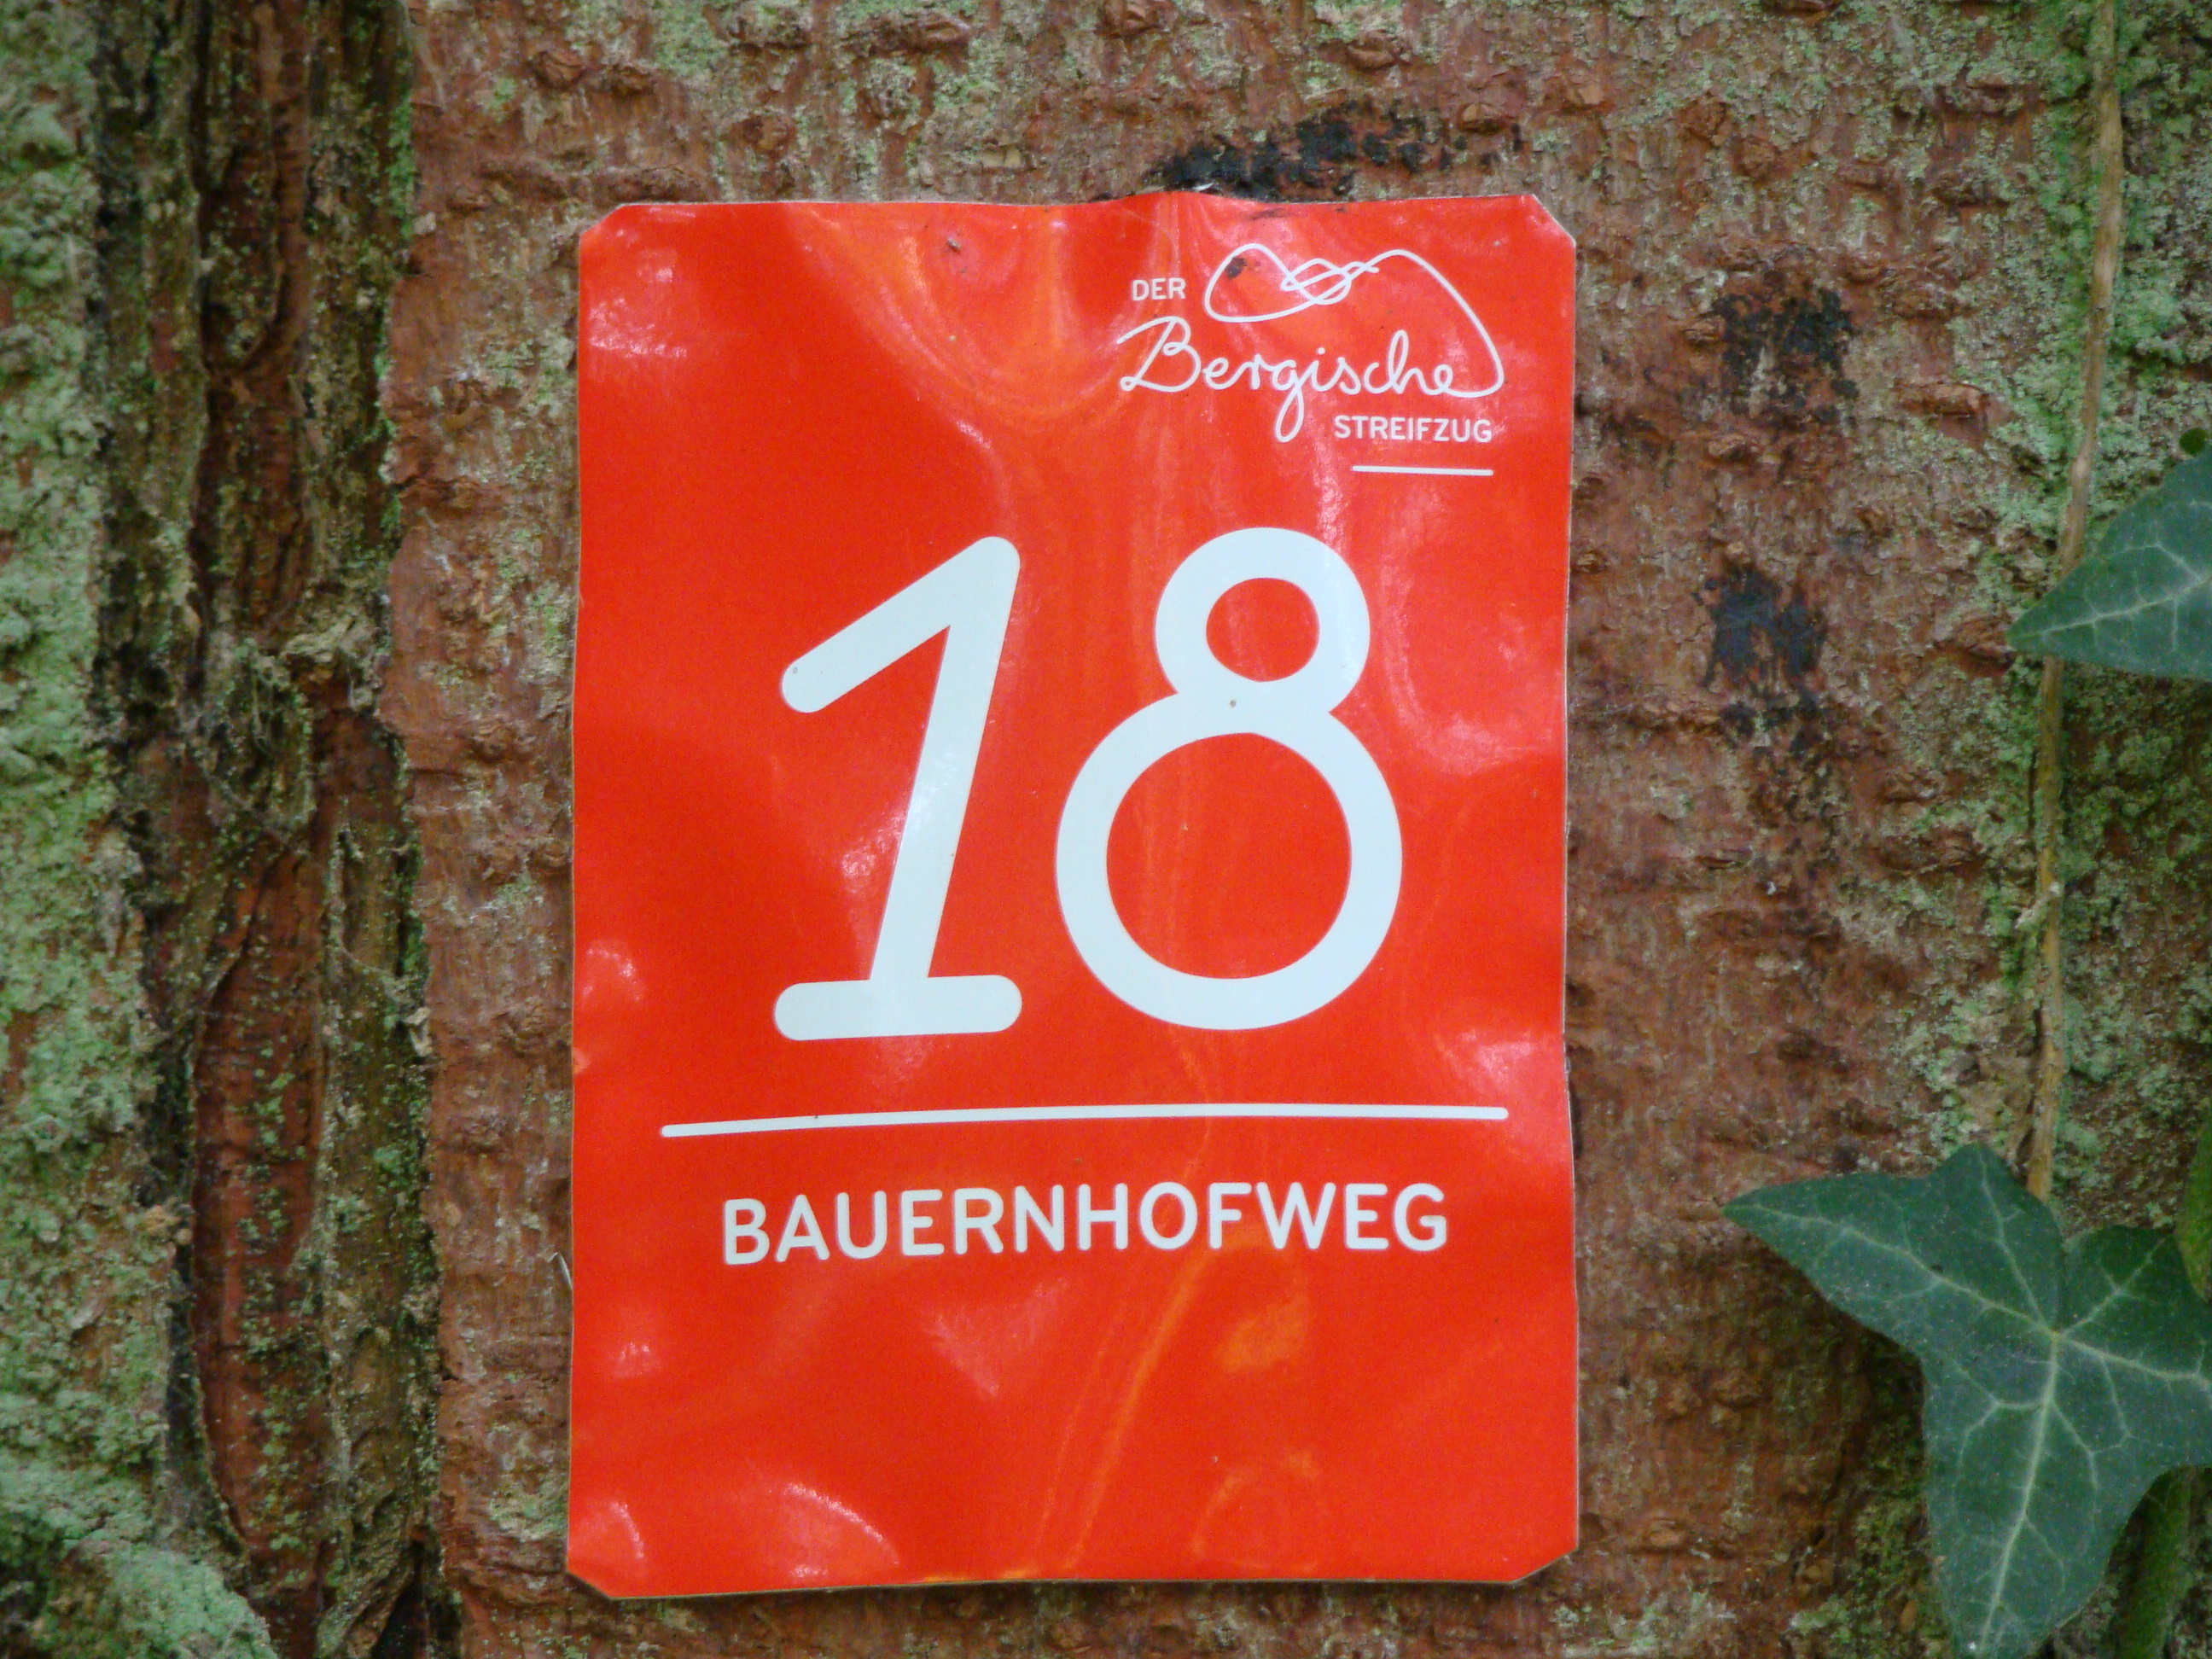 DER
Bergische
STREIFZUG
18
BAUERNHOFWEG